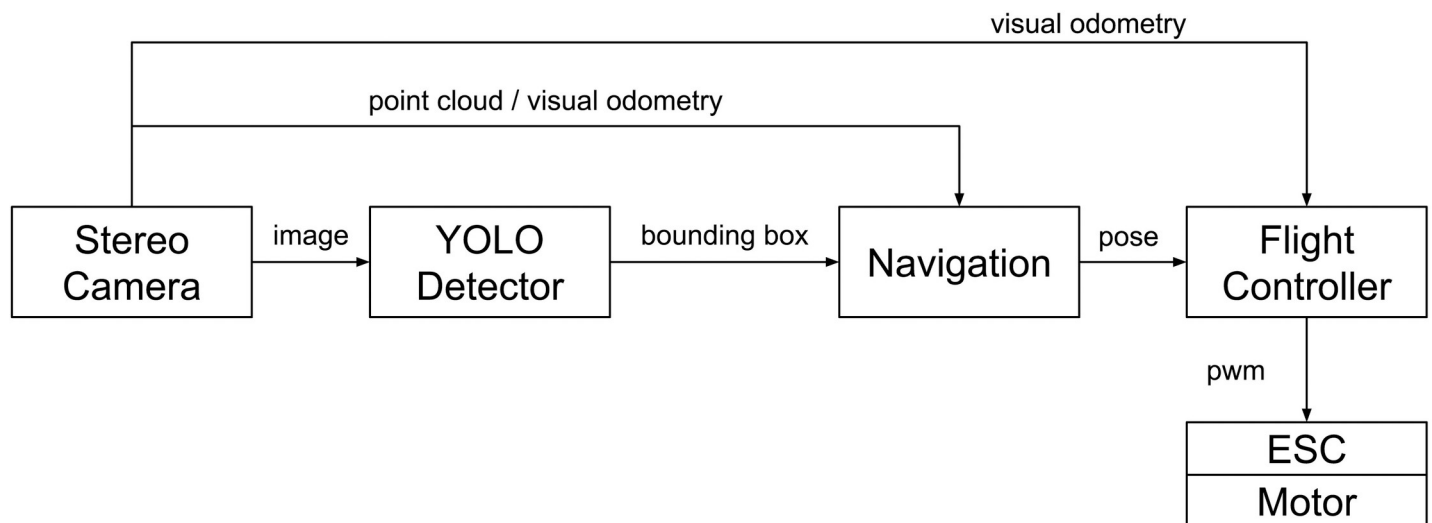 visual odometry
point cloud / visual odometry
Stereo
Camera
image
YOLO
Detector
bounding box
Navigation
pose
Flight
Controller
pwm
ESC
Motor